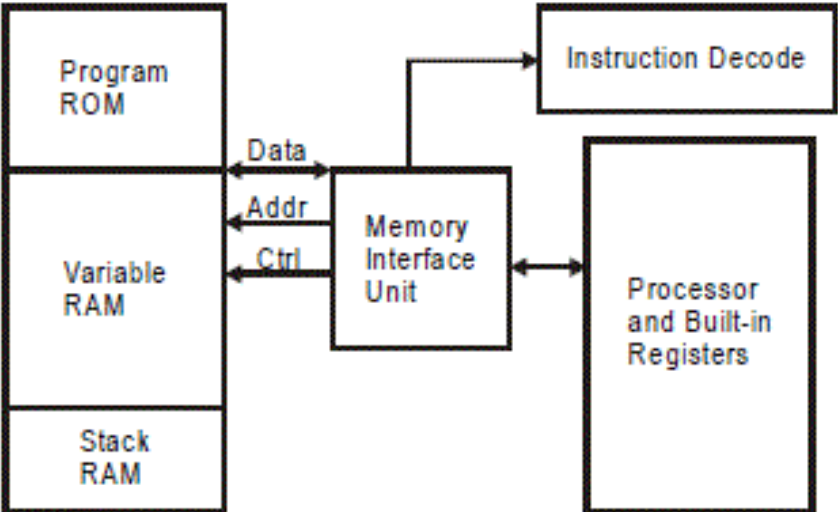 Program
ROM
Instruction Decode
Data
Addr
Ctrl
Memory
Interface
Unit
Variable
RAM
Processor
and Built-in
Registers
Stack
RAM